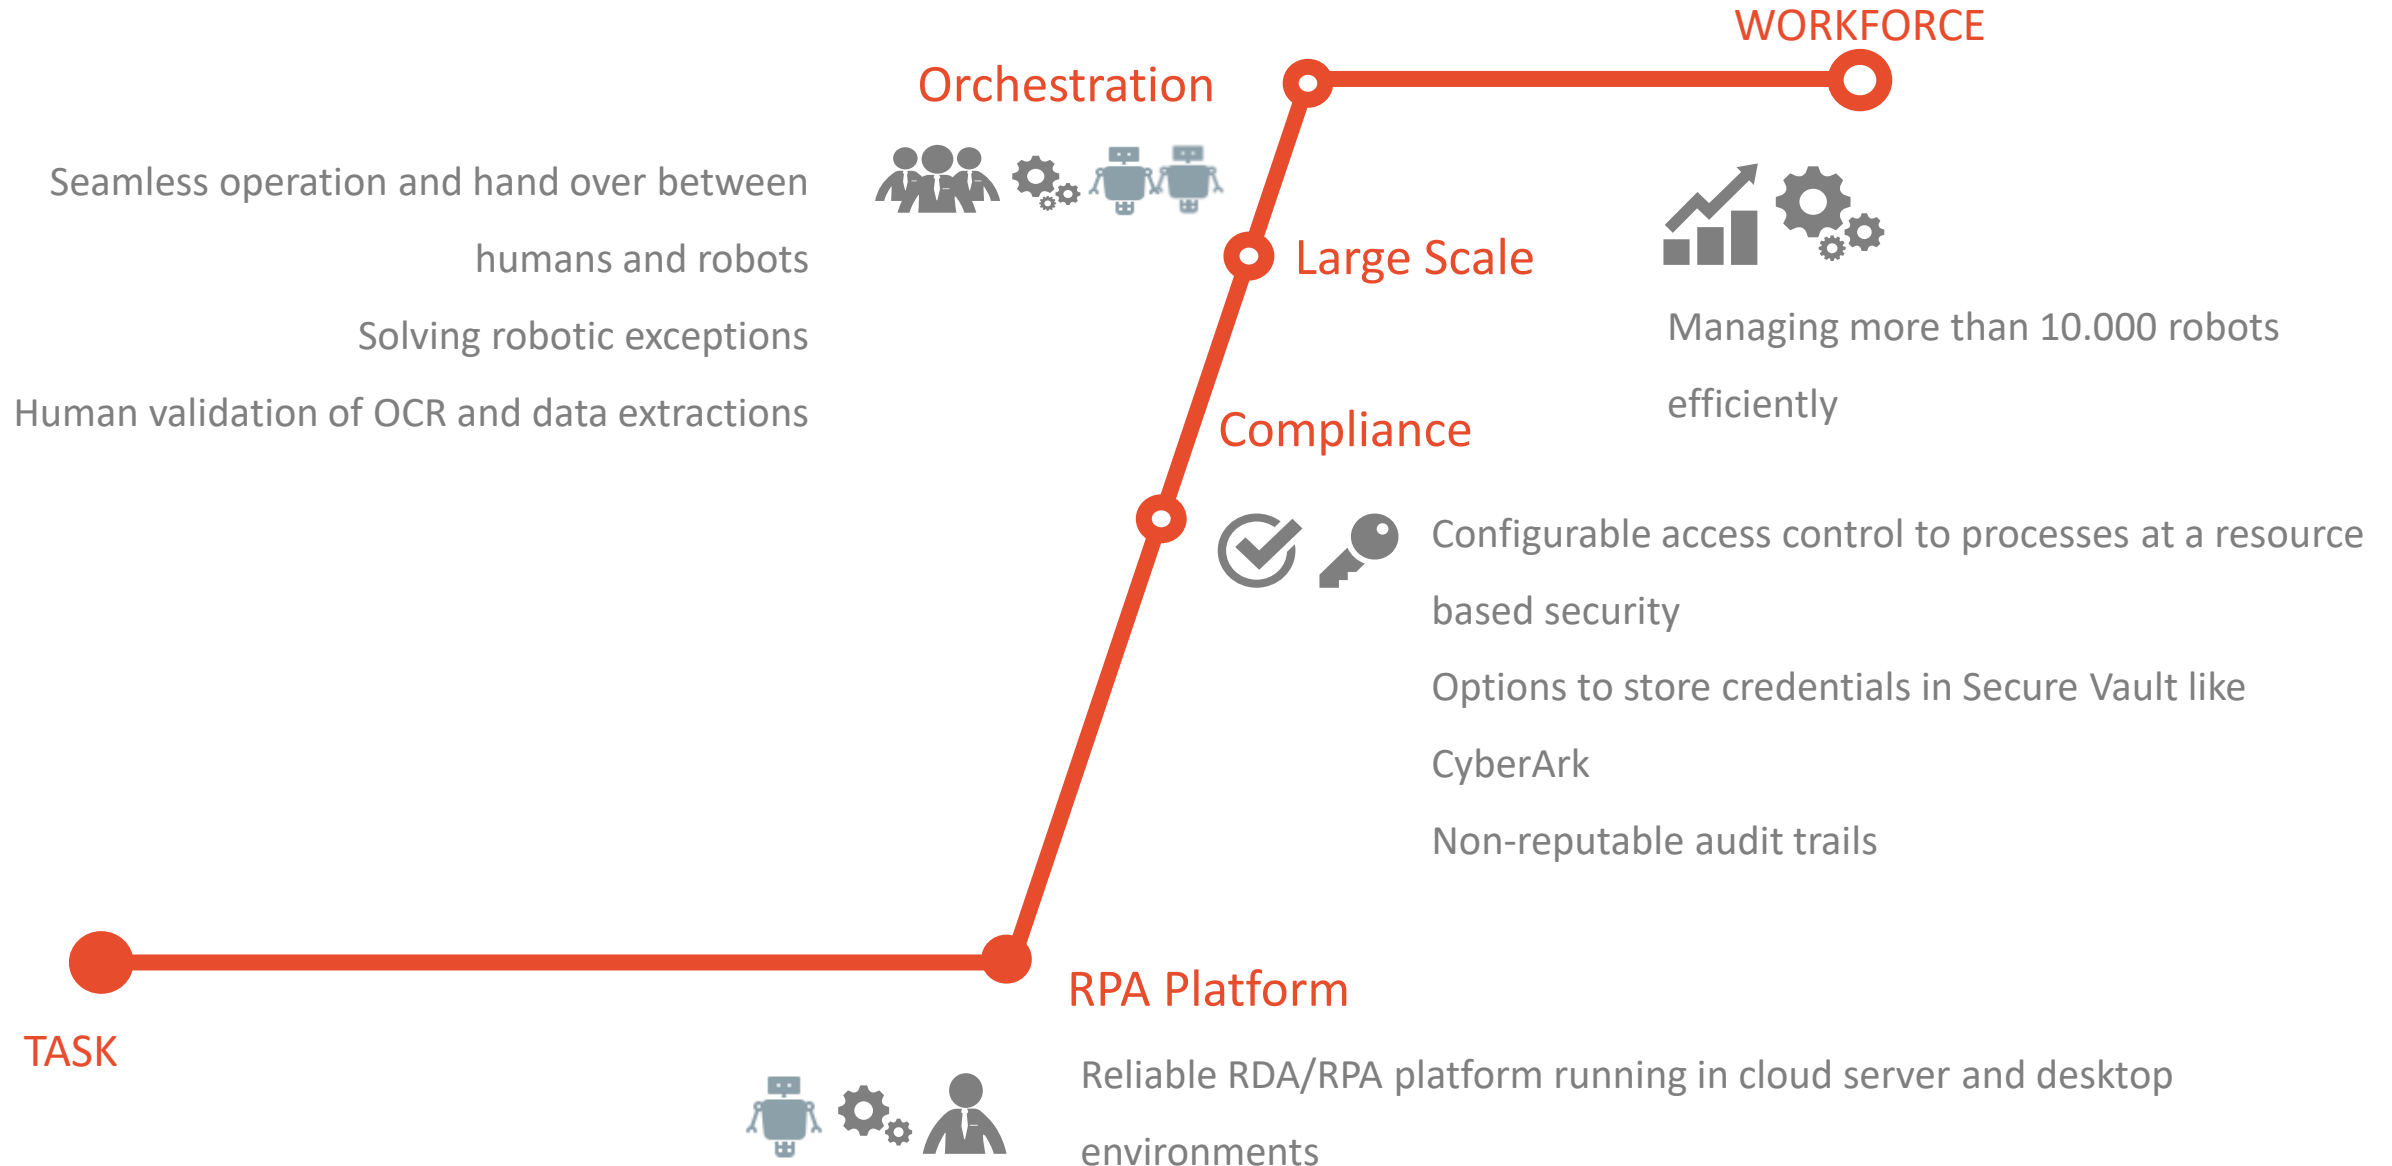 WORKFORCE
Orchestration
Seamless operation and hand over between
humans and robots
Solving robotic exceptions
Human validation of OCR and data extractions
Large Scale
Managing more than 10.000 robots
efficiently
Compliance
Configurable access control to processes at a resource
based security
Options to store credentials in Secure Vault like
CyberArk
Non-reputable audit trails
TASK
RPA Platform
Reliable RDA/RPA platform running in cloud server and desktop
environments